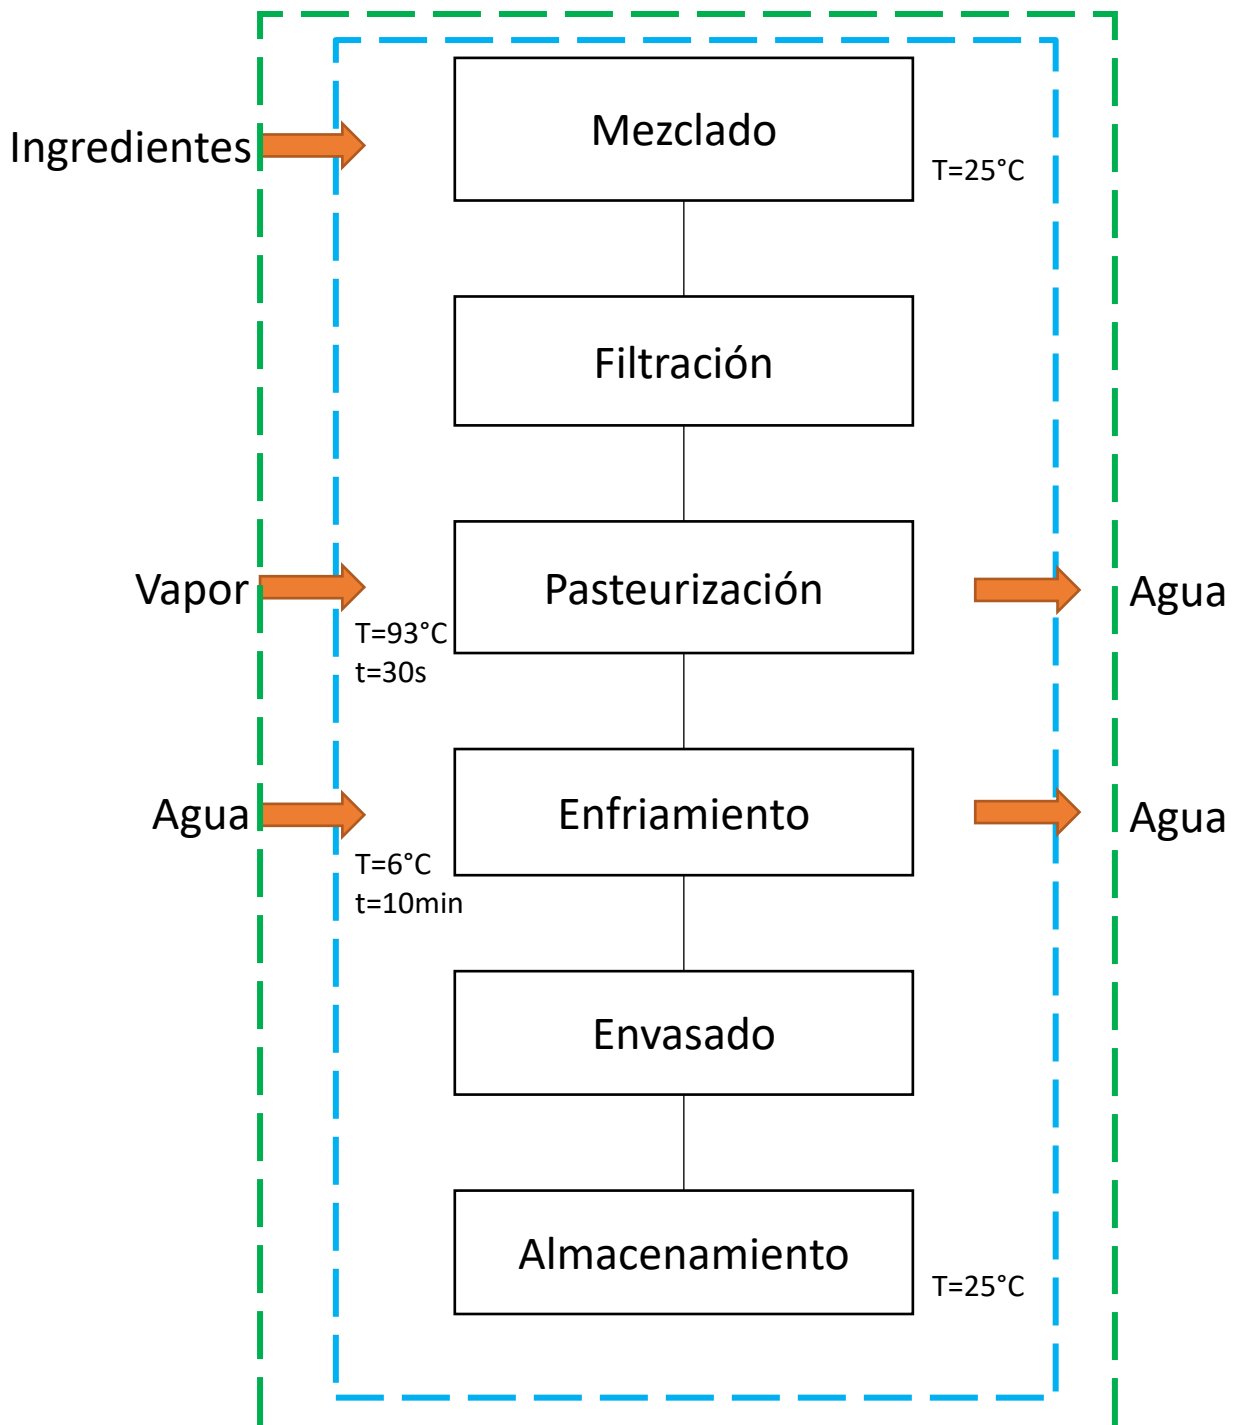 Mezclado
Ingredientes
T=25°C
Filtración
Vapor
Pasteurización
Agua
T=93°C
t=30s
Agua
Enfriamiento
Agua
T=6°C
t=10min
Envasado
Almacenamiento
T=25°C